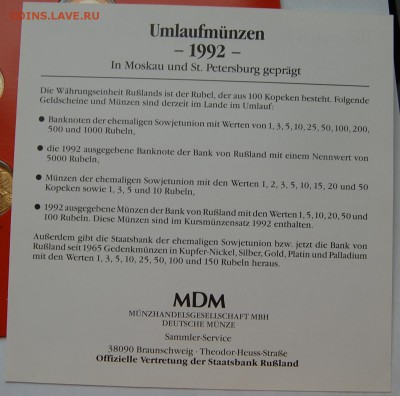 COINS.LAVE.RU
Umlaufmünzen
– 1992 –
In Moskau und St. Petersburg geprägt
Die Währungseinheit Rußlands ist der Rubel, der aus 100 Kopeken besteht. Folgende
Geldscheine und Münzen sind derzeit im Lande im Umlauf:
● Banknoten der ehemaligen Sowjetunion mit Werten von 1, 3, 5, 10, 25, 50, 100, 200,
500 und 1000 Rubeln,
● die 1992 ausgegebene Banknote der Bank von Rußland mit einem Nennwert von
5000 Rubeln,
● Münzen der ehemaligen Sowjetunion mit den Werten 1, 2, 3, 5, 10, 15, 20 und 50
Kopeken sowie 1, 3, 5 und 10 Rubeln,
● 1992 ausgegebene Münzen der Bank von Rußland mit den Werten 1, 5, 10, 20, 50 und
100 Rubeln. Diese Münzen sind im Kursmünzensatz 1992 enthalten.
Außerdem gibt die Staatsbank der ehemaligen Sowjetunion bzw. jetzt die Bank von
Rußland seit 1965 Gedenkmünzen in Kupfer-Nickel, Silber, Gold, Platin und Palladium
mit den Werten 1, 3, 5, 10, 25, 50, 100 und 150 Rubeln heraus.
MDM
MÜNZHANDELSGESELLSCHAFT MBH
DEUTSCHE MÜNZE
Sammler-Service
38090 Braunschweig · Theodor-Heuss-Straße
Offizielle Vertretung der Staatsbank Rußland